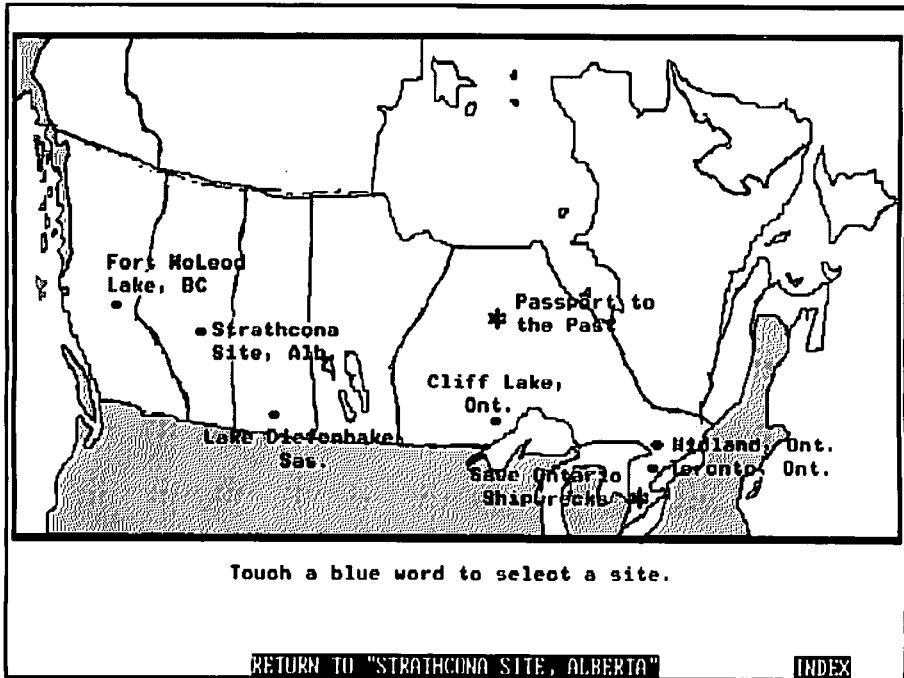 Fort McLeod
Lake, BC
Strathcona
Site, Alb.
Passport to
the Past
Cliff Lake,
Ont.
Lake Diefenbaker
Sas.
Midland, Ont.
Toronto, Ont.
Save Ontario
Shipwrecks
Touch a blue word to select a site.
RETURN TO "STRATHCONA SITE, ALBERTA"
INDEX